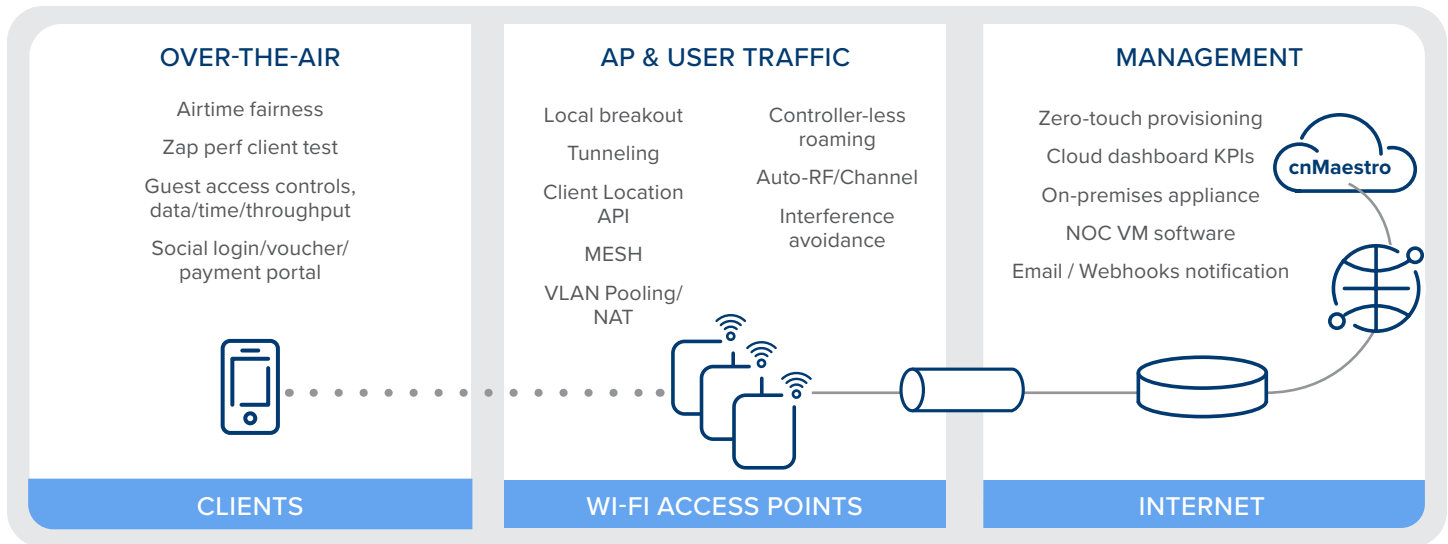 OVER-THE-AIR
Airtime fairness
Zap perf client test
Guest access controls,
data/time/throughput
Social login/voucher/
payment portal
CLIENTS
AP & USER TRAFFIC
Local breakout
Tunneling
Client Location
API
MESH
VLAN Pooling/
NAT
Controller-less
roaming
Auto-RF/Channel
Interference
avoidance
WI-FI ACCESS POINTS
MANAGEMENT
Zero-touch provisioning
Cloud dashboard KPIs
On-premises appliance
NOC VM software
Email / Webhooks notification
cnMaestro
INTERNET